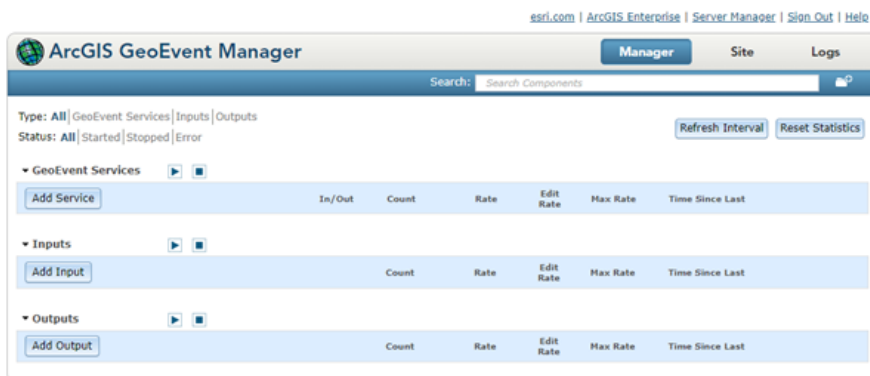 esri.com | ArcGIS Enterprise | Server Manager | Sign Out | Help
ArcGIS GeoEvent Manager
Manager Site Logs
Search: Search Components
Type: All|GeoEvent Services|Inputs|Outputs
Status: All|Started|Stopped|Error
Refresh Interval Reset Statistics
GeoEvent Services
Add Service In/Out Count Rate Edit Rate Max Rate Time Since Last
Inputs
Add Input Count Rate Edit Rate Max Rate Time Since Last
Outputs
Add Output Count Rate Edit Rate Max Rate Time Since Last